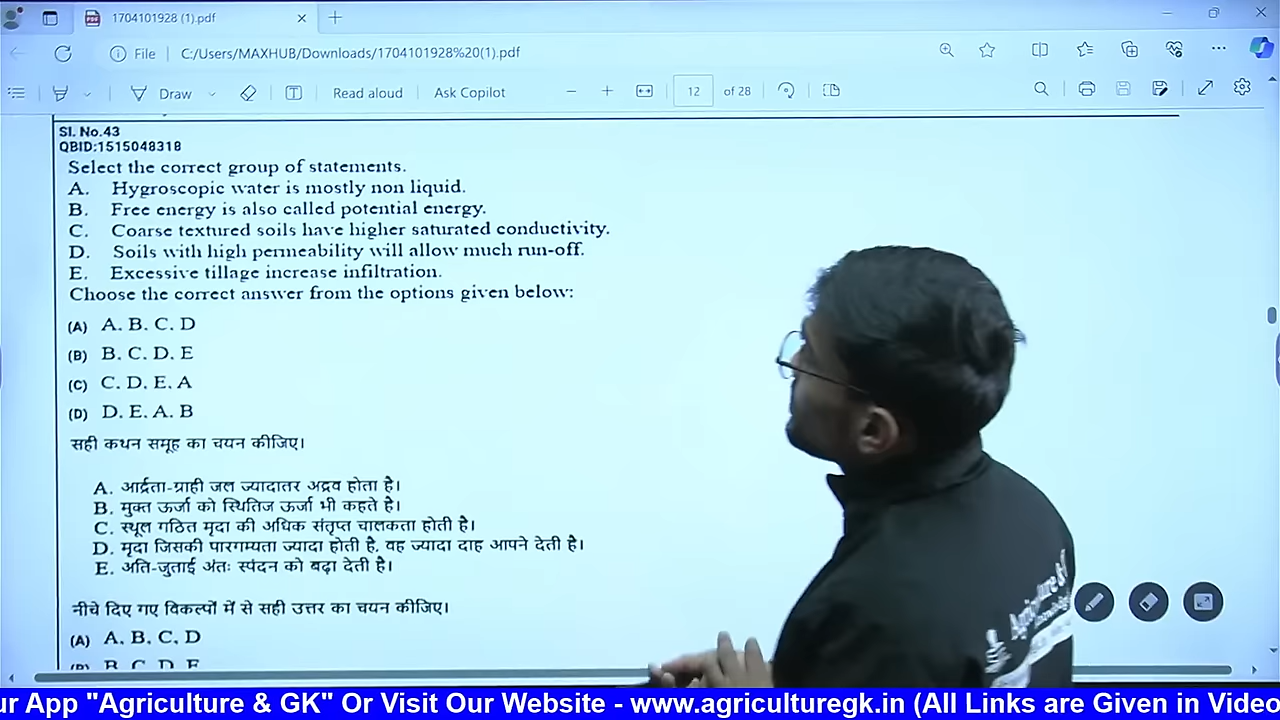 1704101928 (1).pdf
File
C:/Users/MAXHUB/Downloads/1704101928%20(1).pdf
Draw
Read aloud
Ask Copilot
12
of 28
SI. No.43
QBID:1515048318
Select the correct group of statements.
A. Hygroscopic water is mostly non liquid.
B. Free energy is also called potential energy.
C. Coarse textured soils have higher saturated conductivity.
D. Soils with high permeability will allow much run-off.
E. Excessive tillage increase infiltration.
Choose the correct answer from the options given below:
(A) A. B. C. D
(B) B. C. D. E
(C) C. D. E. A
(D) D. E. A. B
सही कथन समूह का चयन कीजिए।
A. आर्द्रता-ग्राही जल ज्यादातर अद्रव होता है।
B. मुक्त ऊर्जा को स्थितिज ऊर्जा भी कहते है।
C. स्थूल गठित मृदा की अधिक संतृप्त चालकता होती है।
D. मृदा जिसकी पारगम्यता ज्यादा होती है, वह ज्यादा दाह आपने देती है।
E. अति-जुताई अंतः स्पंदन को बढ़ा देती है।
नीचे दिए गए विकल्पों में से सही उत्तर का चयन कीजिए।
(A) A. B. C. D
(B) B C D E
Agriculture & G
ur App "Agriculture & GK" Or Visit Our Website - www.agriculturegk.in (All Links are Given in Video